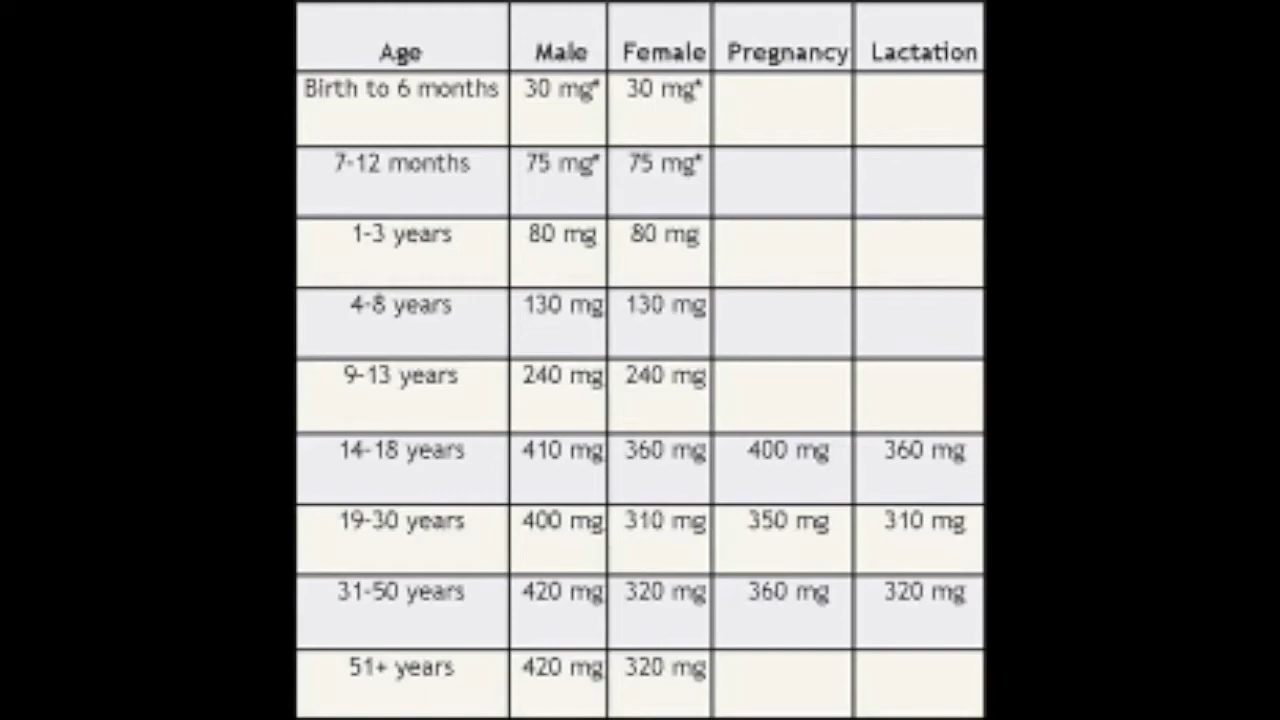 Age Male Female Pregnancy Lactation
Birth to 6 months 30 mg* 30 mg*
7-12 months 75 mg* 75 mg*
1-3 years 80 mg 80 mg
4-8 years 130 mg 130 mg
9-13 years 240 mg 240 mg
14-18 years 410 mg 360 mg 400 mg 360 mg
19-30 years 400 mg 310 mg 350 mg 310 mg
31-50 years 420 mg 320 mg 360 mg 320 mg
51+ years 420 mg 320 mg